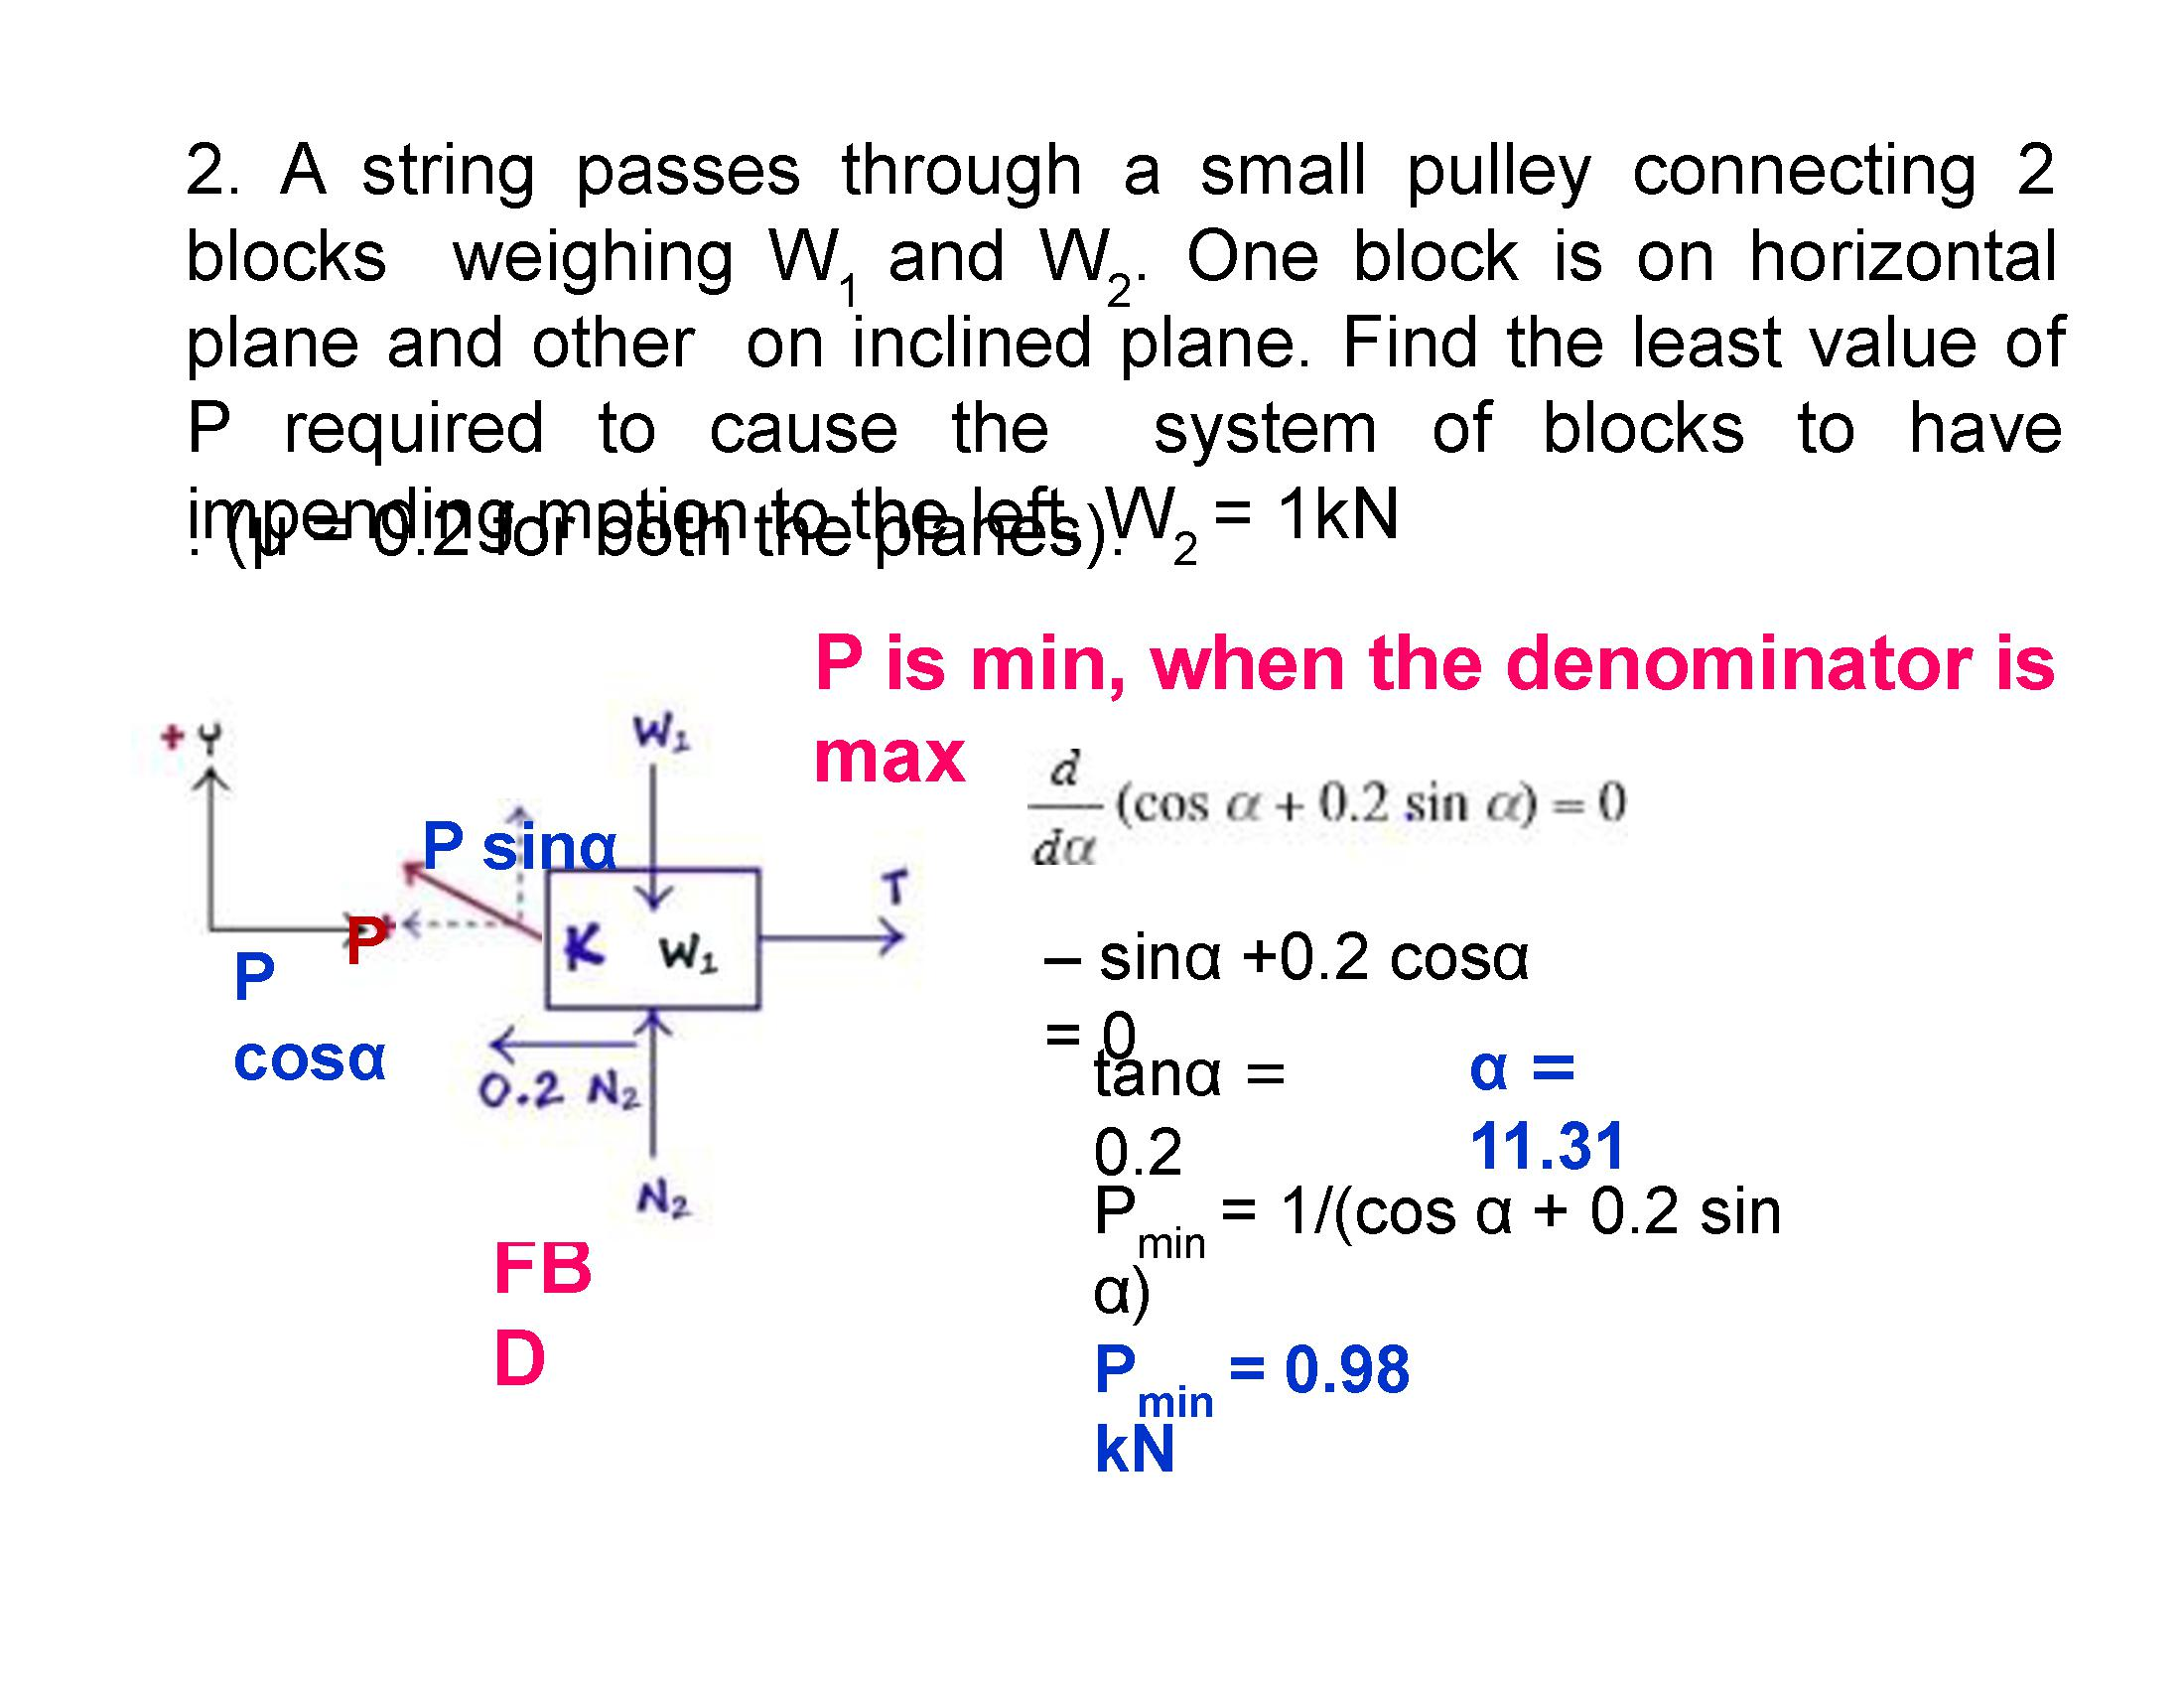 2. A string passes through a small pulley connecting 2
blocks weighing W1 and W2. One block is on horizontal
plane and other on inclined plane. Find the least value of
P required to cause the system of blocks to have
impending motion to the left. W2 = 1kN
. (μ = 0.2 for both the planes).
P is min, when the denominator is
max
d/dα (cos α + 0.2 sin α) = 0
+ Y
W1
P sinα
T
P
K W1
P
cosα
0.2 N2
N2
FB
D
– sinα +0.2 cosα
= 0
tanα =
0.2
α =
11.31
Pmin = 1/(cos α + 0.2 sin
α)
Pmin = 0.98
kN